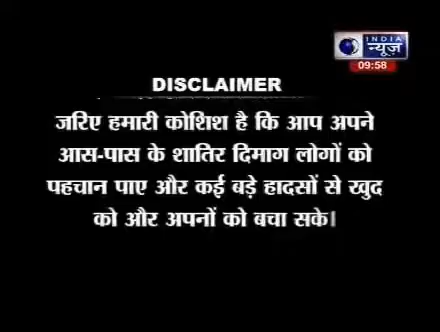 INDIA
न्यूज़
09:58
DISCLAIMER
जरिए हमारी कोशिश है कि आप अपने
आस-पास के शातिर दिमाग लोगों को
पहचान पाए और कई बड़े हादसों से खुद
को और अपनों को बचा सके।